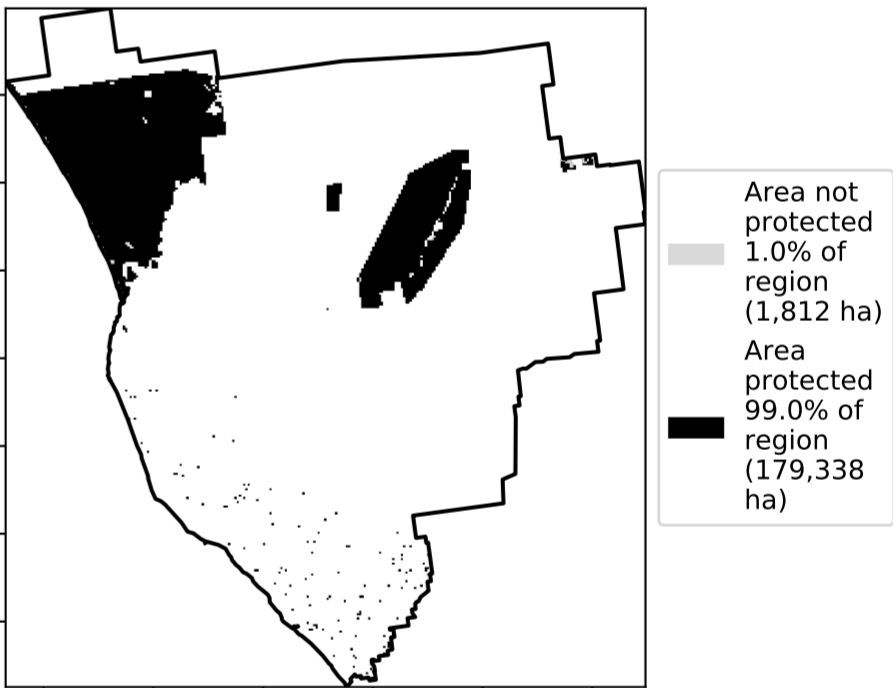 Area not
protected
1.0% of
region
(1,812 ha)
Area
protected
99.0% of
region
(179,338
ha)